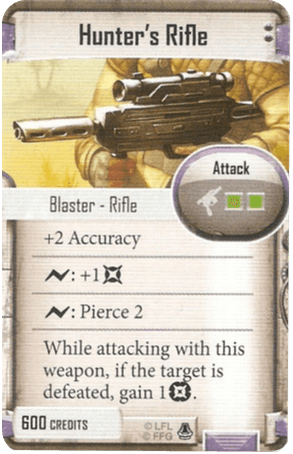 Hunter's Rifle
Attack
Blaster - Rifle
+2 Accuracy
: +1
: Pierce 2
While attacking with this
weapon, if the target is
defeated, gain 1.
600 CREDITS
© LFL
© FFG